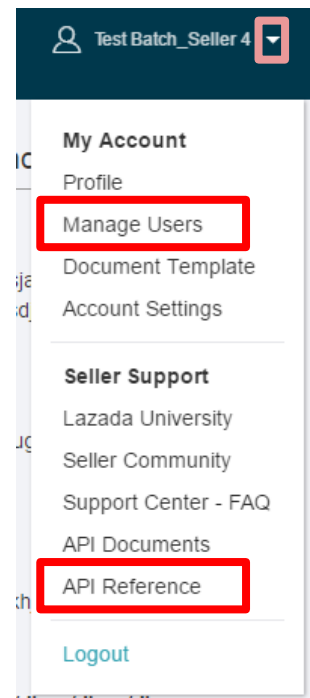 Test Batch_Seller 4
My Account
Profile
Manage Users
Document Template
Account Settings
Seller Support
Lazada University
Seller Community
Support Center - FAQ
API Documents
API Reference
Logout